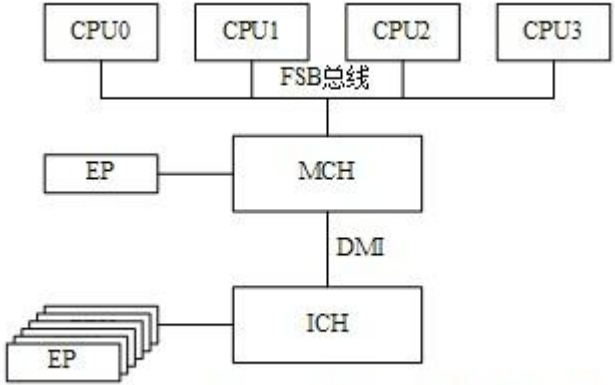 CPU0 CPU1 CPU2 CPU3
FSB总线
EP MCH
DMI
ICH
EP